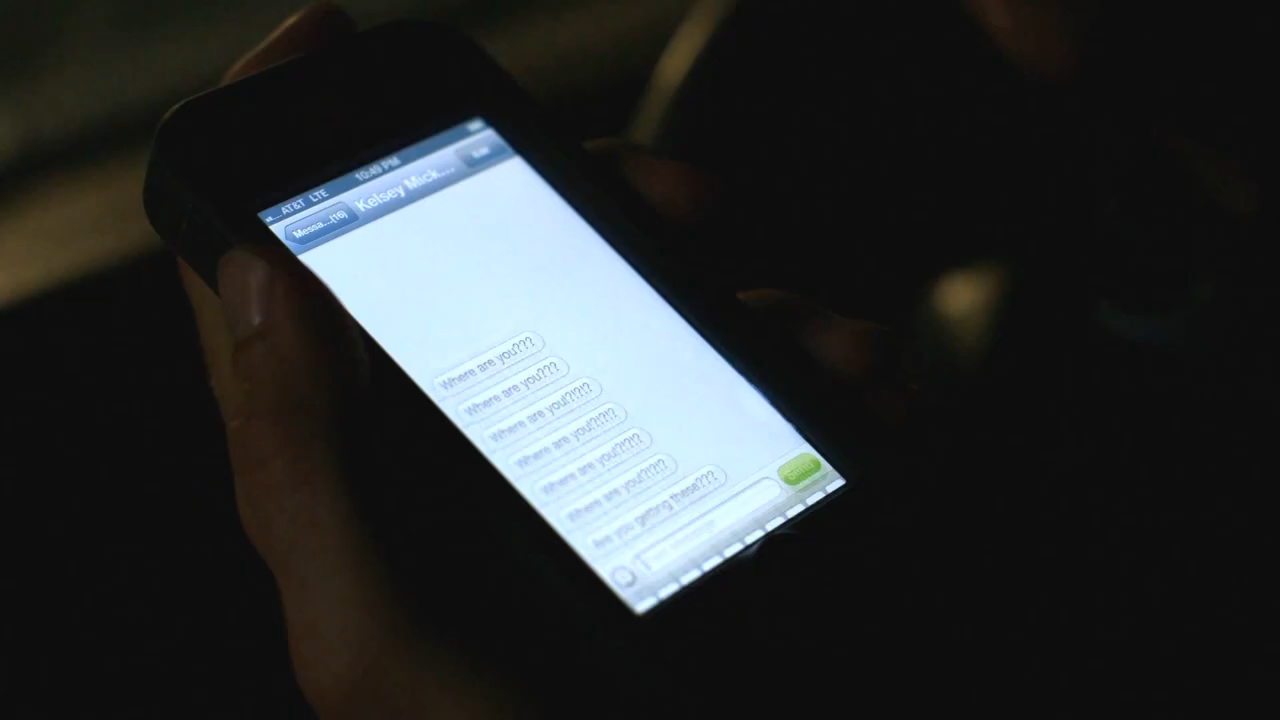 AT&T LTE 10:49 PM
Messa...(16) Kelsey Mick... Edit
Where are you???
Where are you???
Where are you!?!?!?
Where are you!?!?!?
Where are you!?!?!?
Where are you!?!?!?
Are you getting these???
Send